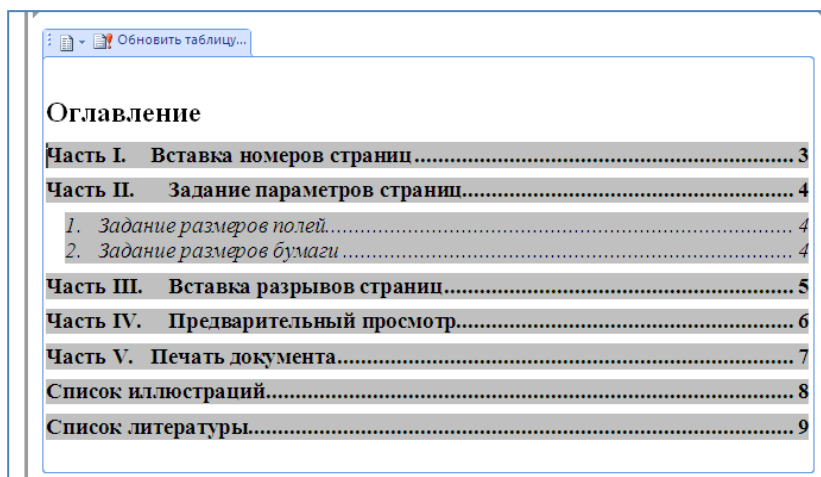 Обновить таблицу...
Оглавление
Часть I. Вставка номеров страниц................................................................ 3
Часть II. Задание параметров страниц......................................................... 4
1. Задание размеров полей.............................................................................. 4
2. Задание размеров бумаги ........................................................................... 4
Часть III. Вставка разрывов страниц............................................................ 5
Часть IV. Предварительный просмотр.......................................................... 6
Часть V. Печать документа............................................................................. 7
Список иллюстраций......................................................................................... 8
Список литературы............................................................................................ 9